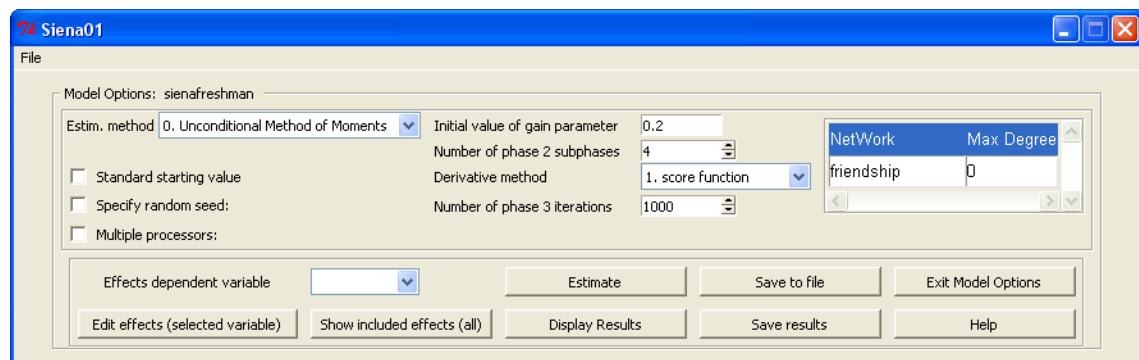 Siena01
File
Model Options: sienafreshman
Estim. method 0. Unconditional Method of Moments
Initial value of gain parameter 0.2
Number of phase 2 subphases 4
Standard starting value
Derivative method 1. score function
Specify random seed:
Number of phase 3 iterations 1000
Multiple processors:
NetWork Max Degree
friendship 0
Effects dependent variable
Estimate
Save to file
Exit Model Options
Edit effects (selected variable)
Show included effects (all)
Display Results
Save results
Help